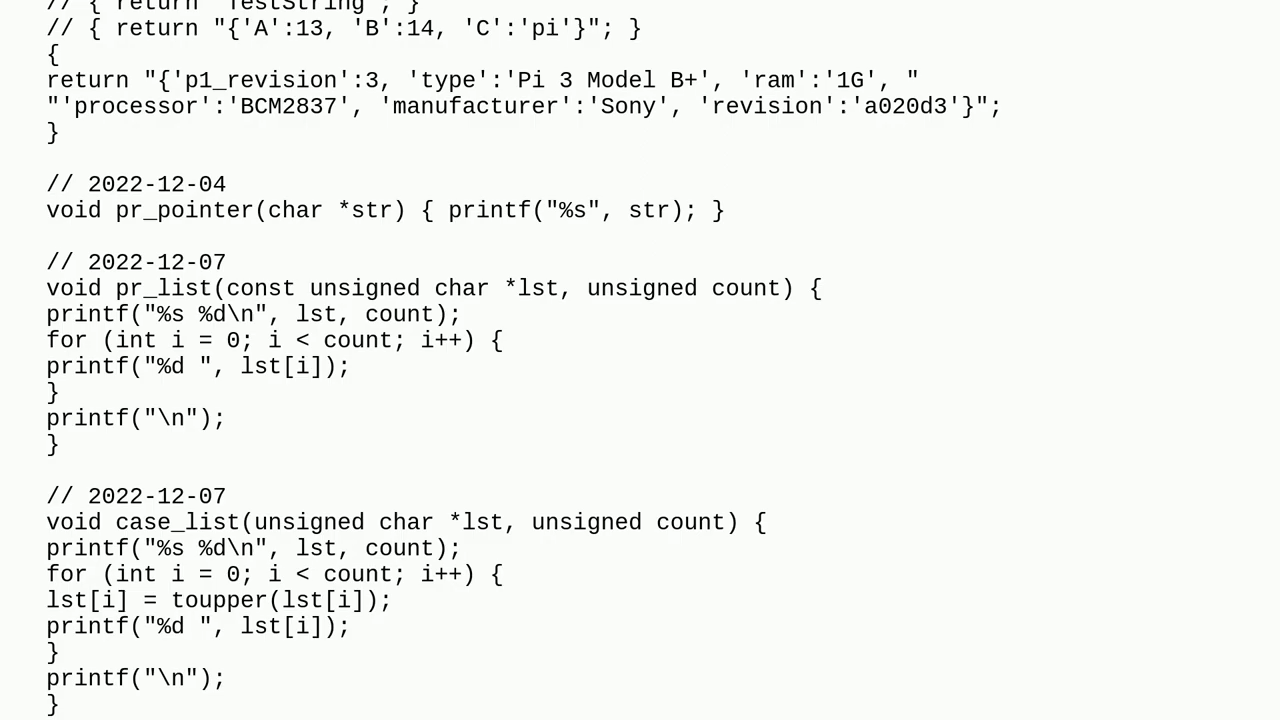 // { return "TestString"; }
// { return "{'A':13, 'B':14, 'C':'pi'}"; }
{
return "{'p1_revision':3, 'type':'Pi 3 Model B+', 'ram':'1G', "
"'processor':'BCM2837', 'manufacturer':'Sony', 'revision':'a020d3'}";
}

// 2022-12-04
void pr_pointer(char *str) { printf("%s", str); }

// 2022-12-07
void pr_list(const unsigned char *lst, unsigned count) {
printf("%s %d\n", lst, count);
for (int i = 0; i < count; i++) {
printf("%d ", lst[i]);
}
printf("\n");
}

// 2022-12-07
void case_list(unsigned char *lst, unsigned count) {
printf("%s %d\n", lst, count);
for (int i = 0; i < count; i++) {
lst[i] = toupper(lst[i]);
printf("%d ", lst[i]);
}
printf("\n");
}